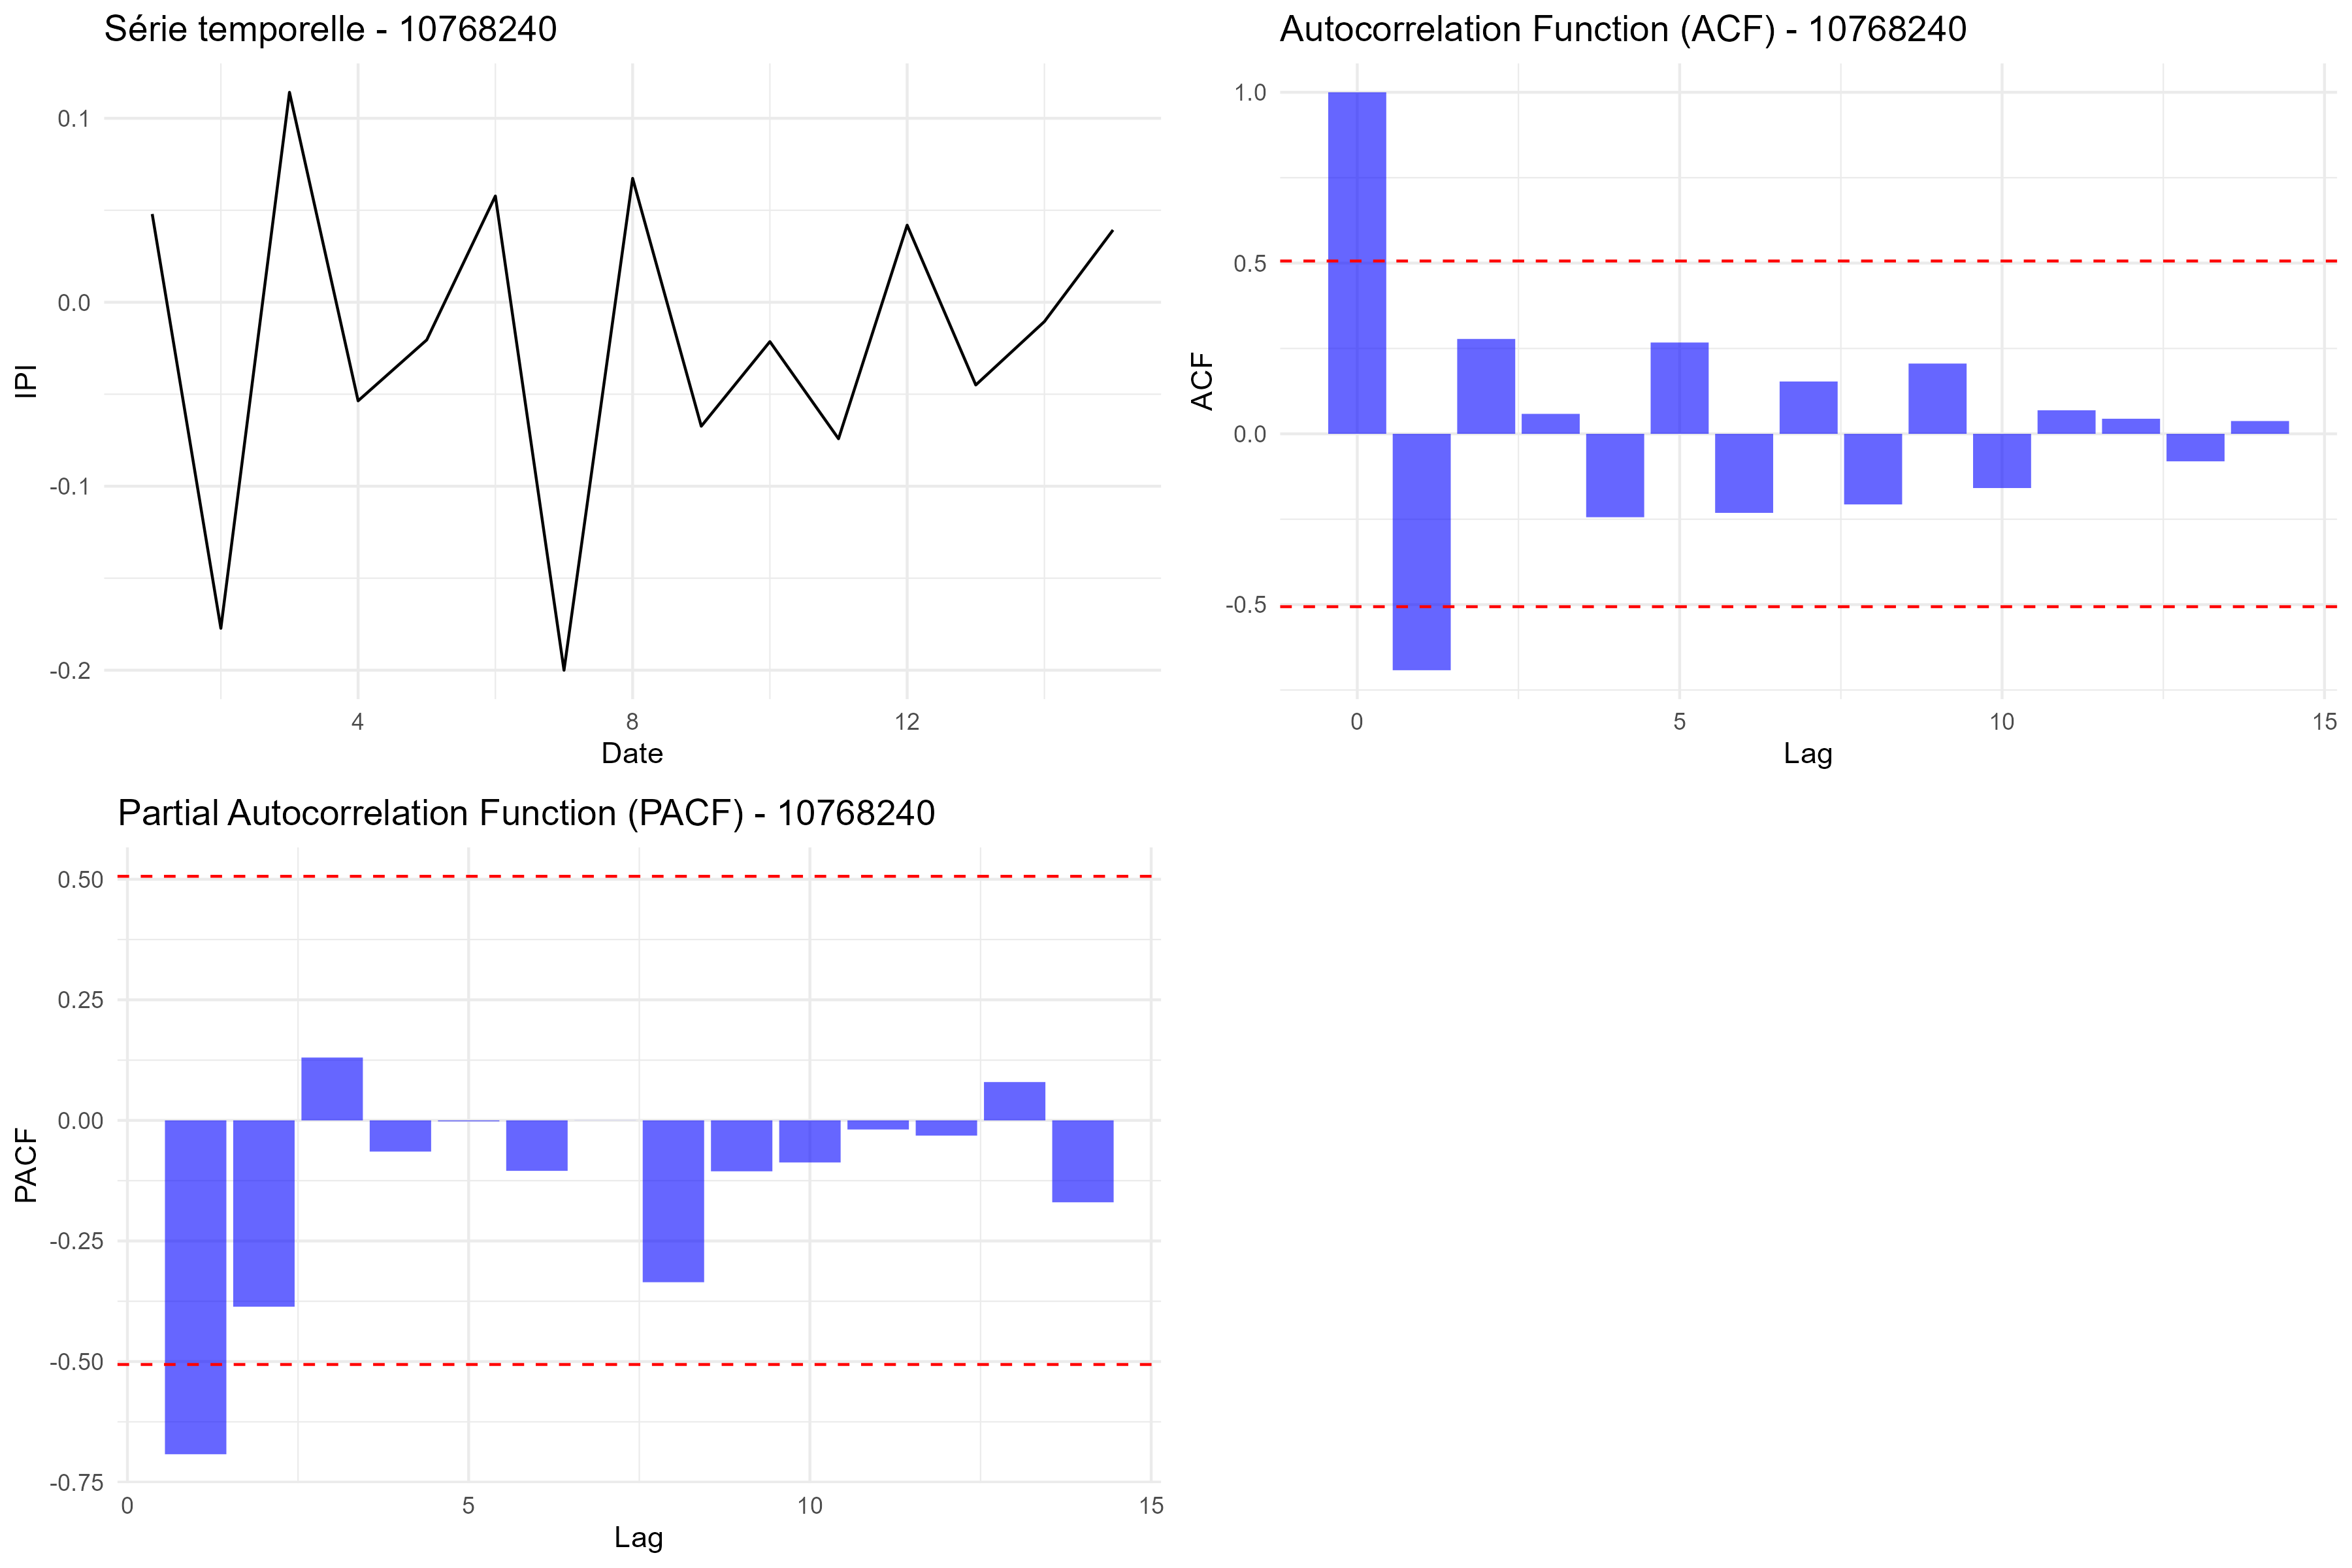 Série temporelle - 10768240
0.1
0.0
-0.1
-0.2
IPI
4 8 12
Date
Autocorrelation Function (ACF) - 10768240
1.0
0.5
0.0
-0.5
ACF
0 5 10 15
Lag
Partial Autocorrelation Function (PACF) - 10768240
0.50
0.25
0.00
-0.25
-0.50
-0.75
PACF
0 5 10 15
Lag